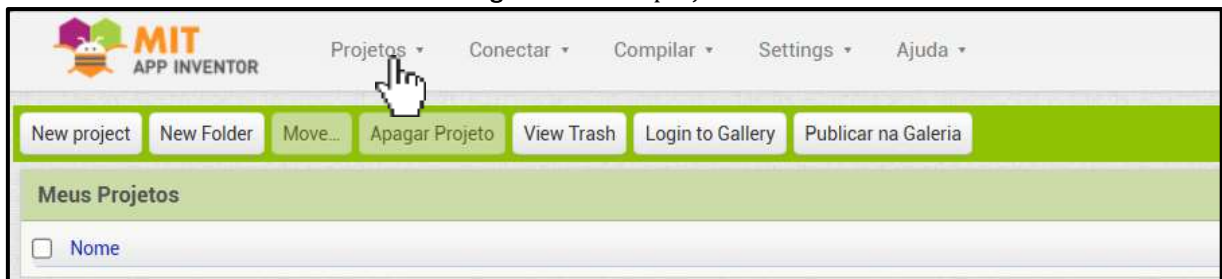 MIT
APP INVENTOR
Projetos Conectar Compilar Settings Ajuda
New project New Folder Move... Apagar Projeto View Trash Login to Gallery Publicar na Galeria
Meus Projetos
Nome